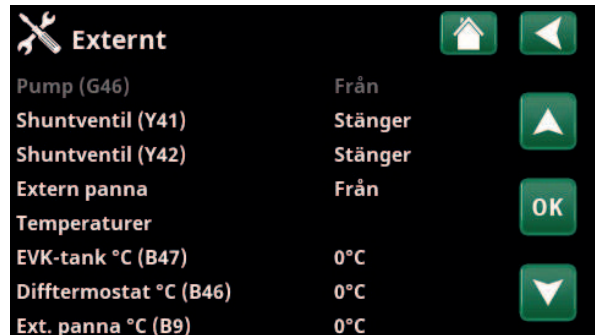 Externt
Pump (G46) Från
Shuntventil (Y41) Stänger
Shuntventil (Y42) Stänger
Extern panna Från
OK
Temperaturer
EVK-tank °C (B47) 0°C
Difftermostat °C (B46) 0°C
Ext. panna °C (B9) 0°C